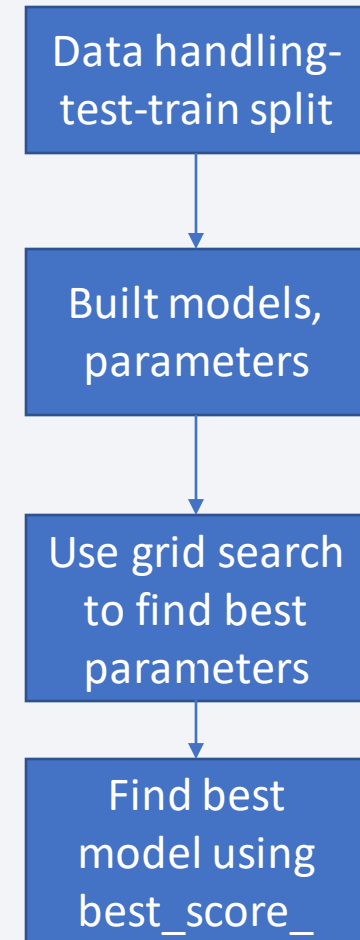 Data handling-
test-train split
Built models,
parameters
Use grid search
to find best
parameters
Find best
model using
best_score_